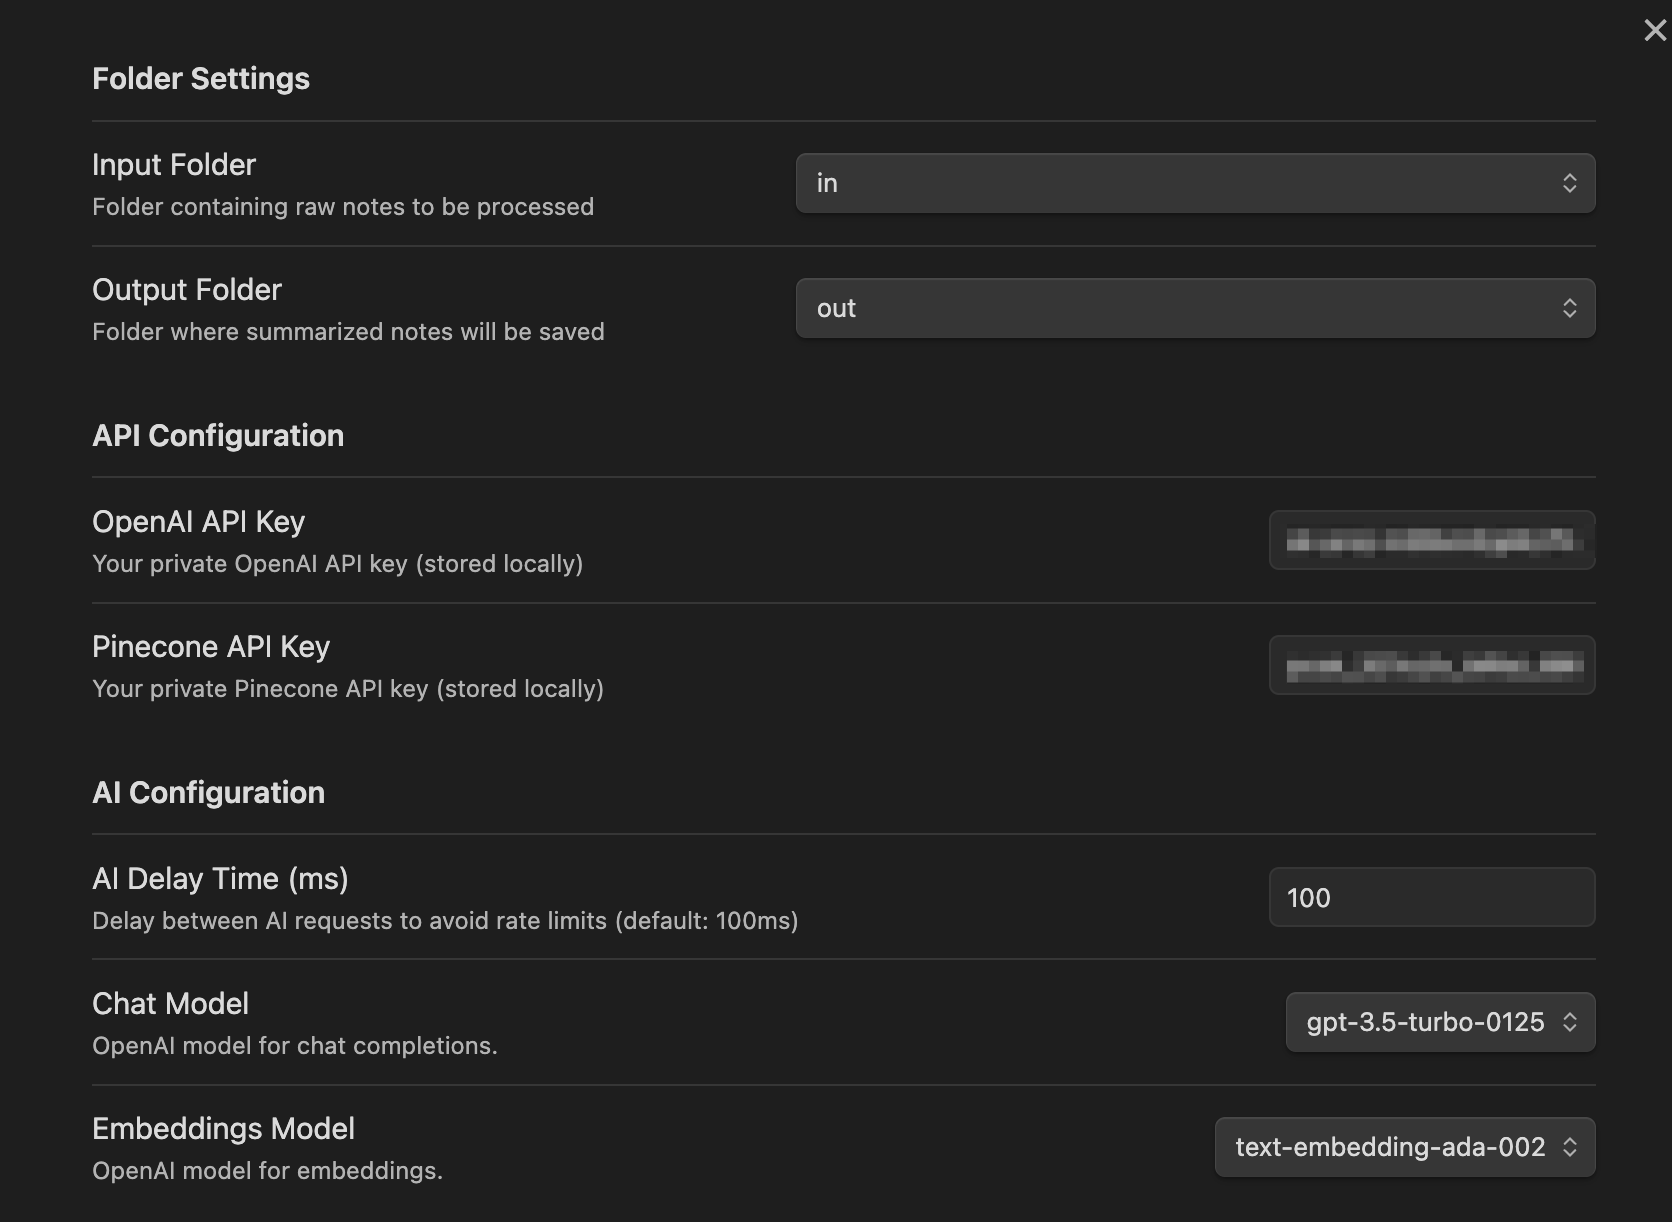 Folder Settings
Input Folder
Folder containing raw notes to be processed
in
Output Folder
Folder where summarized notes will be saved
out
API Configuration
OpenAI API Key
Your private OpenAI API key (stored locally)
Pinecone API Key
Your private Pinecone API key (stored locally)
AI Configuration
AI Delay Time (ms)
Delay between AI requests to avoid rate limits (default: 100ms)
100
Chat Model
OpenAI model for chat completions.
gpt-3.5-turbo-0125
Embeddings Model
OpenAI model for embeddings.
text-embedding-ada-002